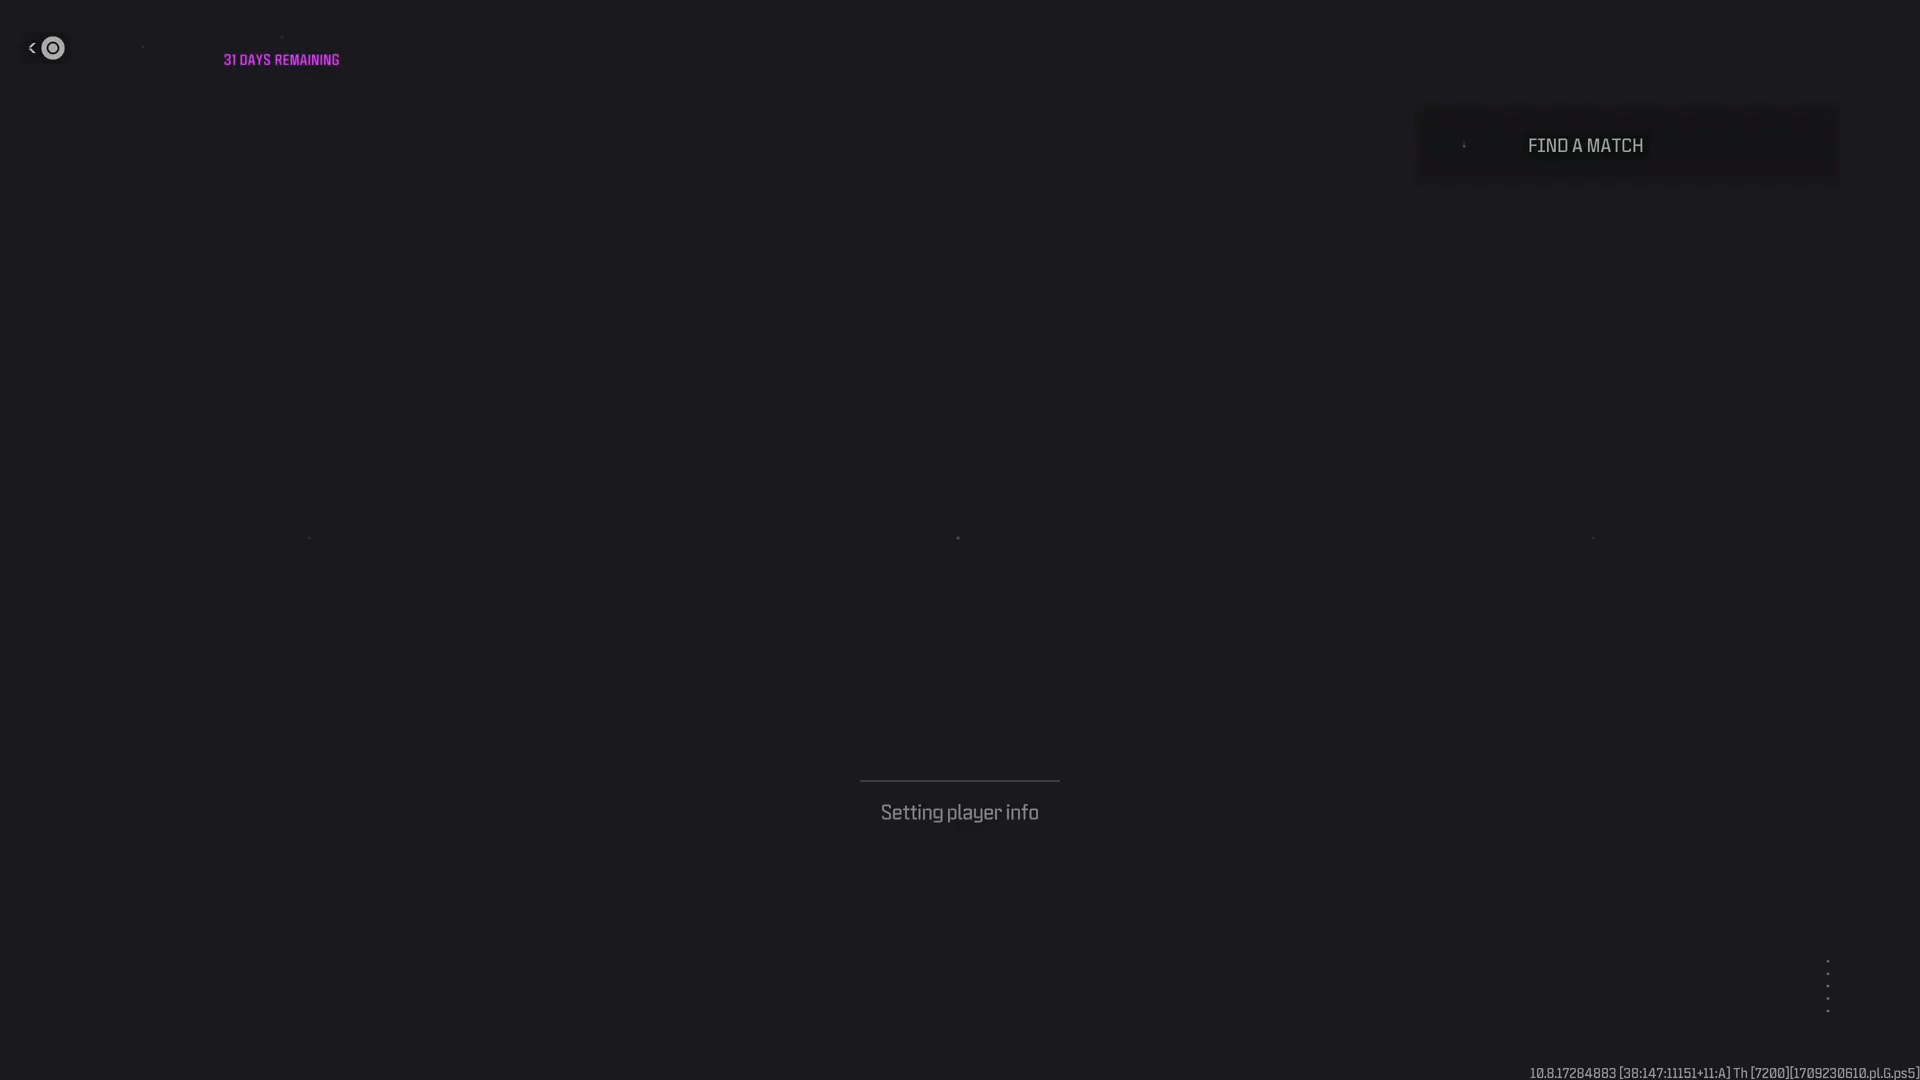 31 DAYS REMAINING
FIND A MATCH
Setting player info
10.8.17284883 [38:147:11151+11:A] Th [7200][1709230610.pl.G.ps5]